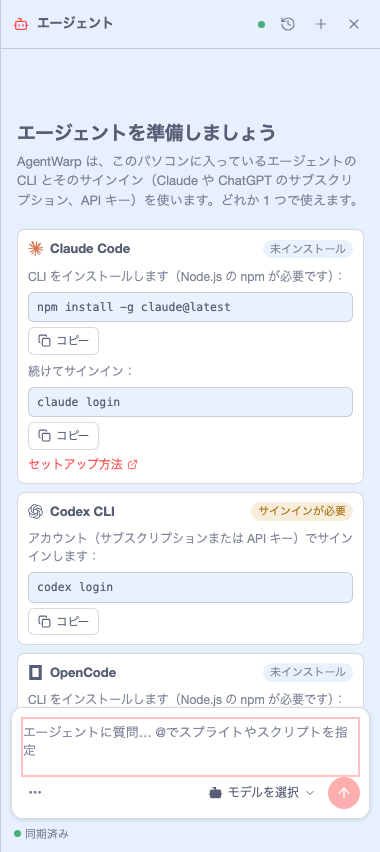 エージェント
エージェントを準備しましょう
AgentWarp は、このパソコンに入っているエージェントの
CLI とそのサインイン（Claude や ChatGPT のサブスクリ
プション、API キー）を使います。どれか 1 つで使えます。
Claude Code
未インストール
CLI をインストールします（Node.js の npm が必要です）：
npm install -g claude@latest
コピー
続けてサインイン：
claude login
コピー
セットアップ方法
Codex CLI
サインインが必要
アカウント（サブスクリプションまたは API キー）でサイン
インします：
codex login
コピー
OpenCode
未インストール
CLI をインストールします（Node.js の npm が必要です）：
エージェントに質問… @でスプライトやスクリプトを指
定
モデルを選択
同期済み